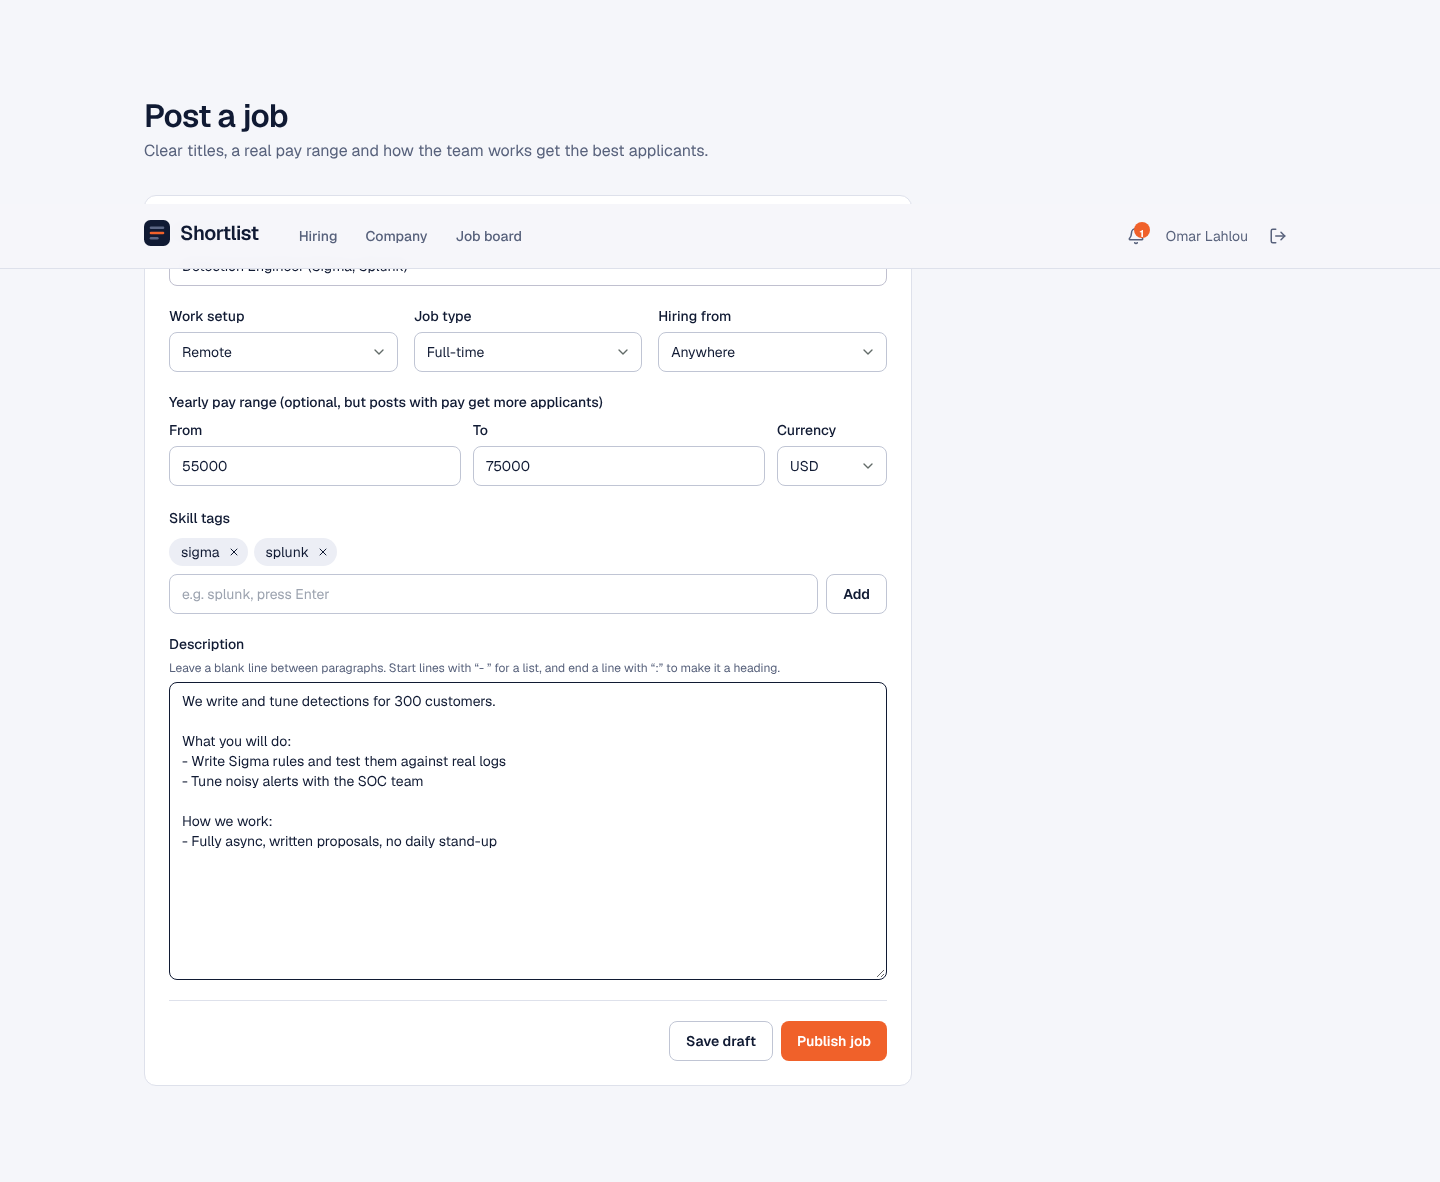 Post a job
Clear titles, a real pay range and how the team works get the best applicants.
Shortlist
Hiring
Company
Job board
1
Omar Lahlou
Detection Engineer (Sigma, Splunk)
Work setup
Job type
Hiring from
Remote
Full-time
Anywhere
Yearly pay range (optional, but posts with pay get more applicants)
From
To
Currency
55000
75000
USD
Skill tags
sigma
splunk
e.g. splunk, press Enter
Add
Description
Leave a blank line between paragraphs. Start lines with “- ” for a list, and end a line with “:” to make it a heading.
We write and tune detections for 300 customers.
What you will do:
- Write Sigma rules and test them against real logs
- Tune noisy alerts with the SOC team
How we work:
- Fully async, written proposals, no daily stand-up
Save draft
Publish job